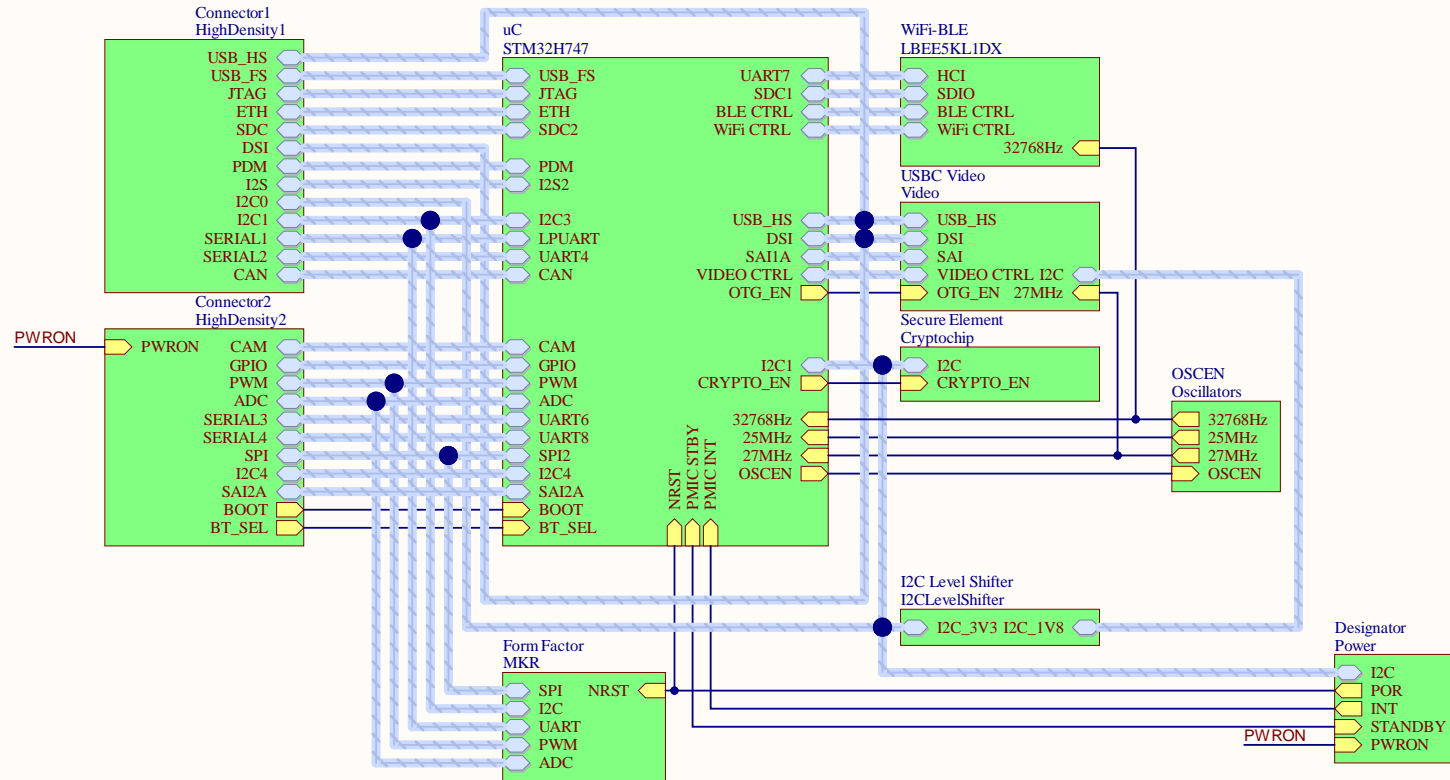 Connector1
HighDensity1
USB_HS
USB_FS
JTAG
ETH
SDC
DSI
PDM
I2S
I2C0
I2C1
SERIAL1
SERIAL2
CAN
Connector2
HighDensity2
PWRON
PWRON
CAM
GPIO
PWM
ADC
SERIAL3
SERIAL4
SPI
I2C4
SAI2A
BOOT
BT_SEL
uC
STM32H747
USB_FS
JTAG
ETH
SDC2
PDM
I2S2
I2C3
LPUART
UART4
CAN
CAM
GPIO
PWM
ADC
UART6
UART8
SPI2
I2C4
SAI2A
BOOT
BT_SEL
UART7
SDC1
BLE CTRL
WiFi CTRL
USB_HS
DSI
SAI1A
VIDEO CTRL
OTG_EN
I2C1
CRYPTO_EN
32768Hz
25MHz
27MHz
OSCEN
NRST
PMIC STBY
PMIC INT
WiFi-BLE
LBEE5KL1DX
HCI
SDIO
BLE CTRL
WiFi CTRL
32768Hz
USBC Video
Video
USB_HS
DSI
SAI
VIDEO CTRL I2C
OTG_EN 27MHz
Secure Element
Cryptochip
I2C
CRYPTO_EN
OSCEN
Oscillators
32768Hz
25MHz
27MHz
OSCEN
I2C Level Shifter
I2CLevelShifter
I2C_3V3 I2C_1V8
Form Factor
MKR
SPI NRST
I2C
UART
PWM
ADC
Designator
Power
I2C
POR
INT
STANDBY
PWRON
PWRON